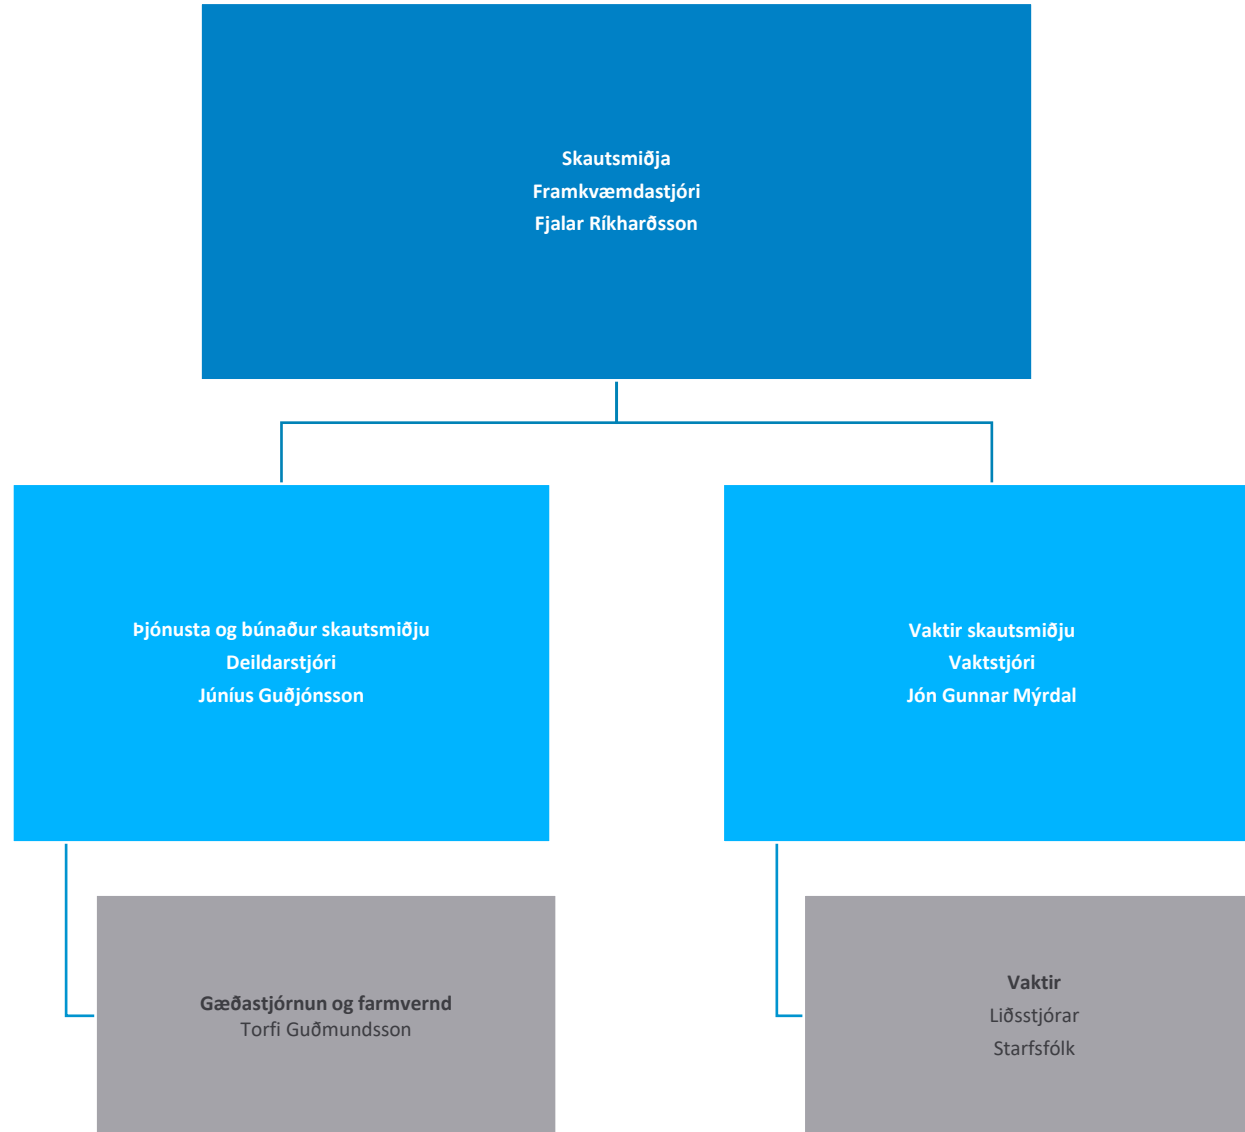 Skautsmiðja
Framkvæmdastjóri
Fjalar Ríkharðsson
Þjónusta og búnaður skautsmiðju
Deildarstjóri
Júníus Guðjónsson
Vaktir skautsmiðju
Vaktstjóri
Jón Gunnar Mýrdal
Gæðastjórnun og farmvernd
Torfi Guðmundsson
Vaktir
Liðsstjórar
Starfsfólk